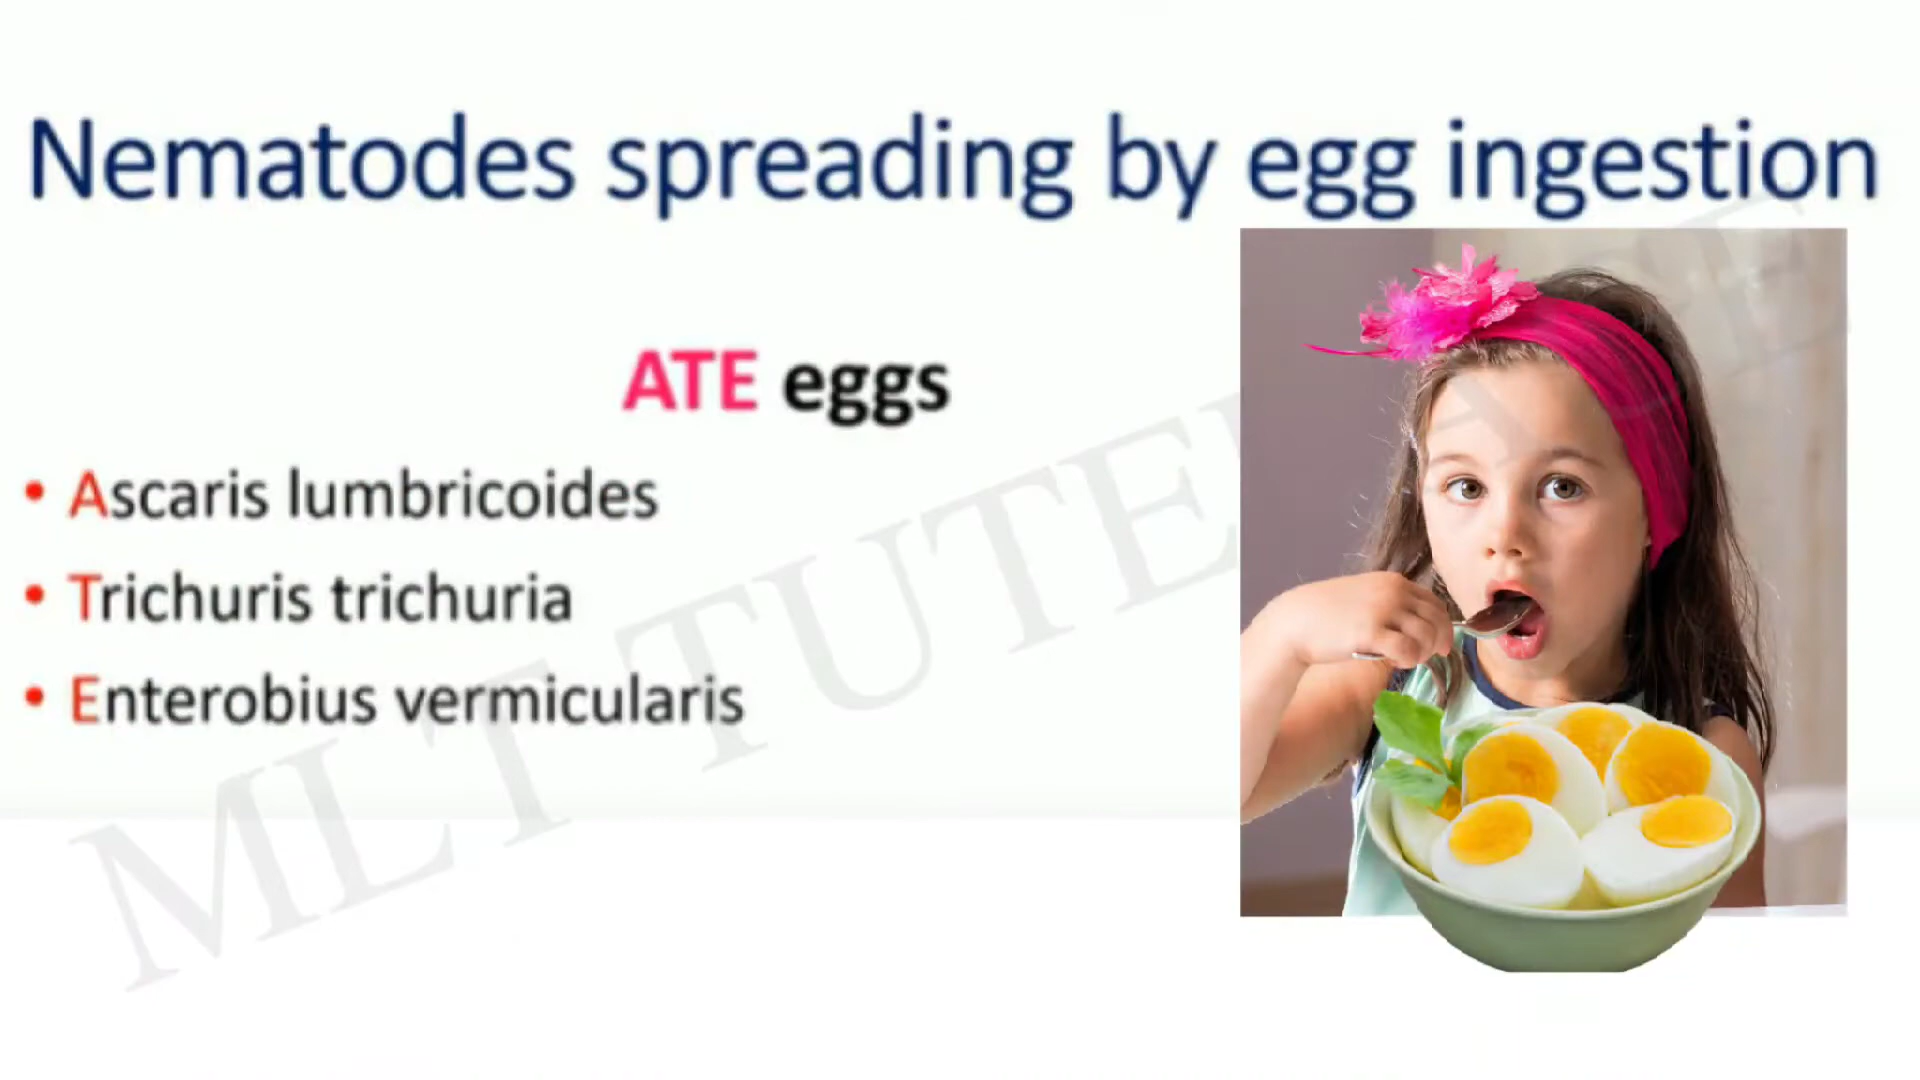 Nematodes spreading by egg ingestion
ATE eggs
• Ascaris lumbricoides
• Trichuris trichuria
• Enterobius vermicularis